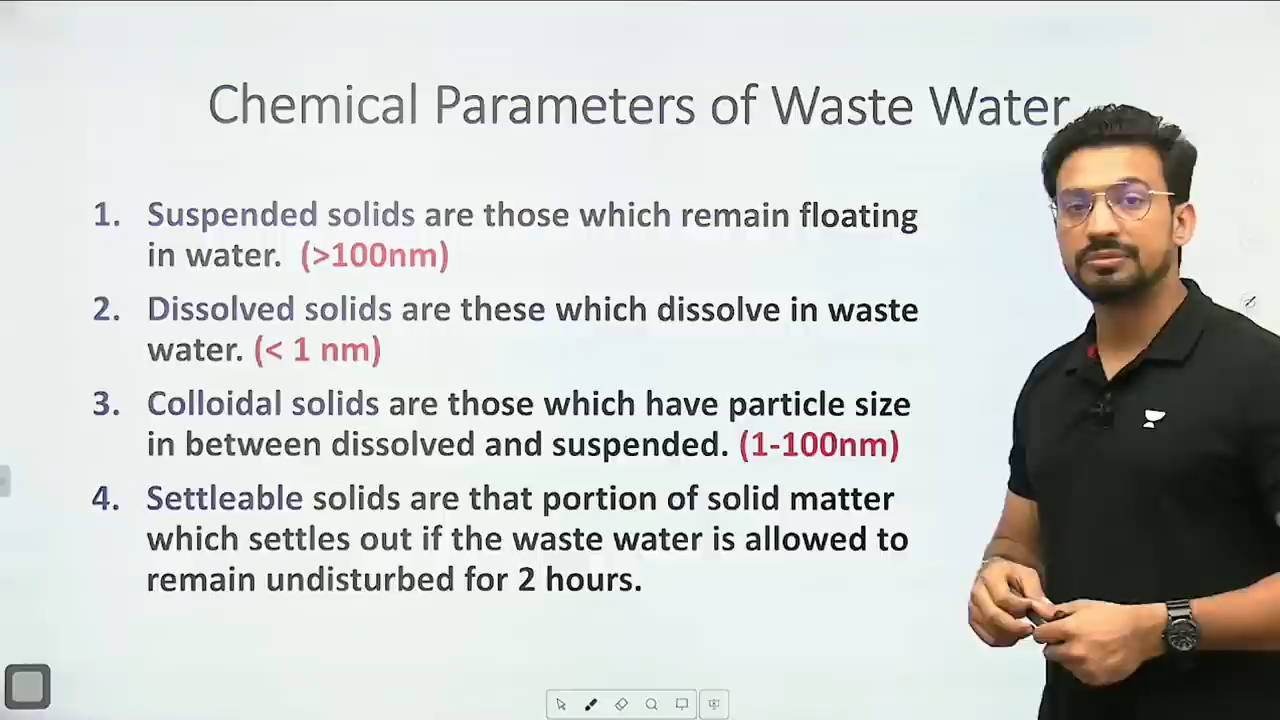 Chemical Parameters of Waste Water
1. Suspended solids are those which remain floating
in water. (>100nm)
2. Dissolved solids are these which dissolve in waste
water. (< 1 nm)
3. Colloidal solids are those which have particle size
in between dissolved and suspended. (1-100nm)
4. Settleable solids are that portion of solid matter
which settles out if the waste water is allowed to
remain undisturbed for 2 hours.